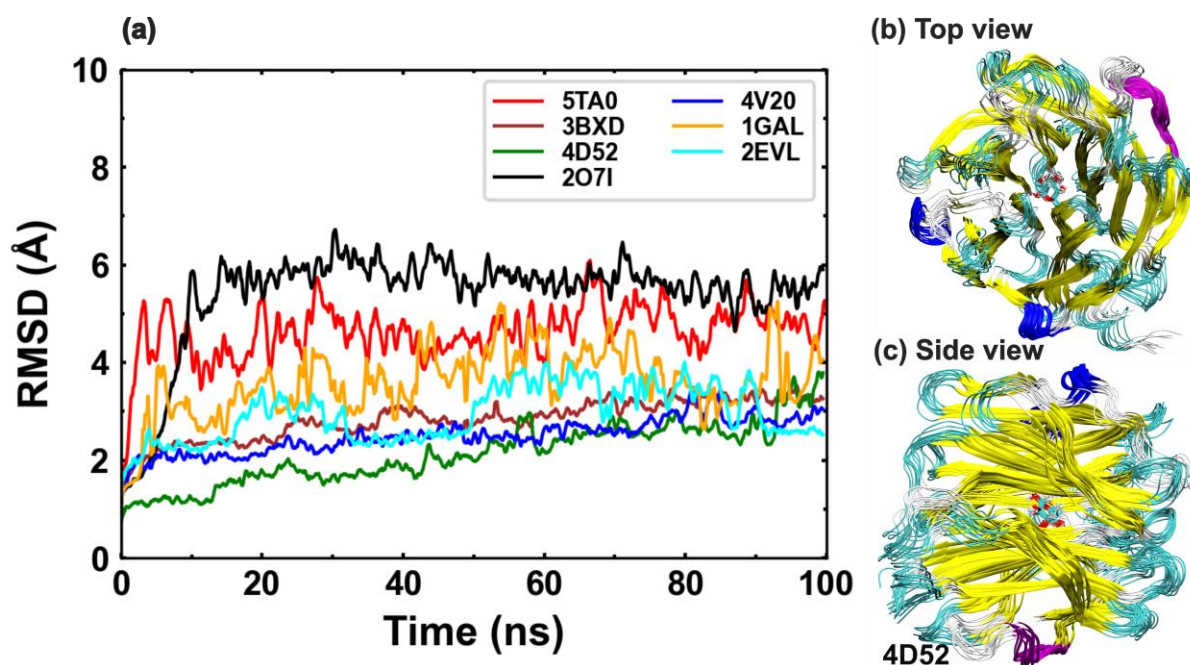 (a)
RMSD (Å)
10
8
6
4
2
0
5TA0
3BXD
4D52
2O7I
4V20
1GAL
2EVL
0 20 40 60 80 100
Time (ns)
(b) Top view
(c) Side view
4D52